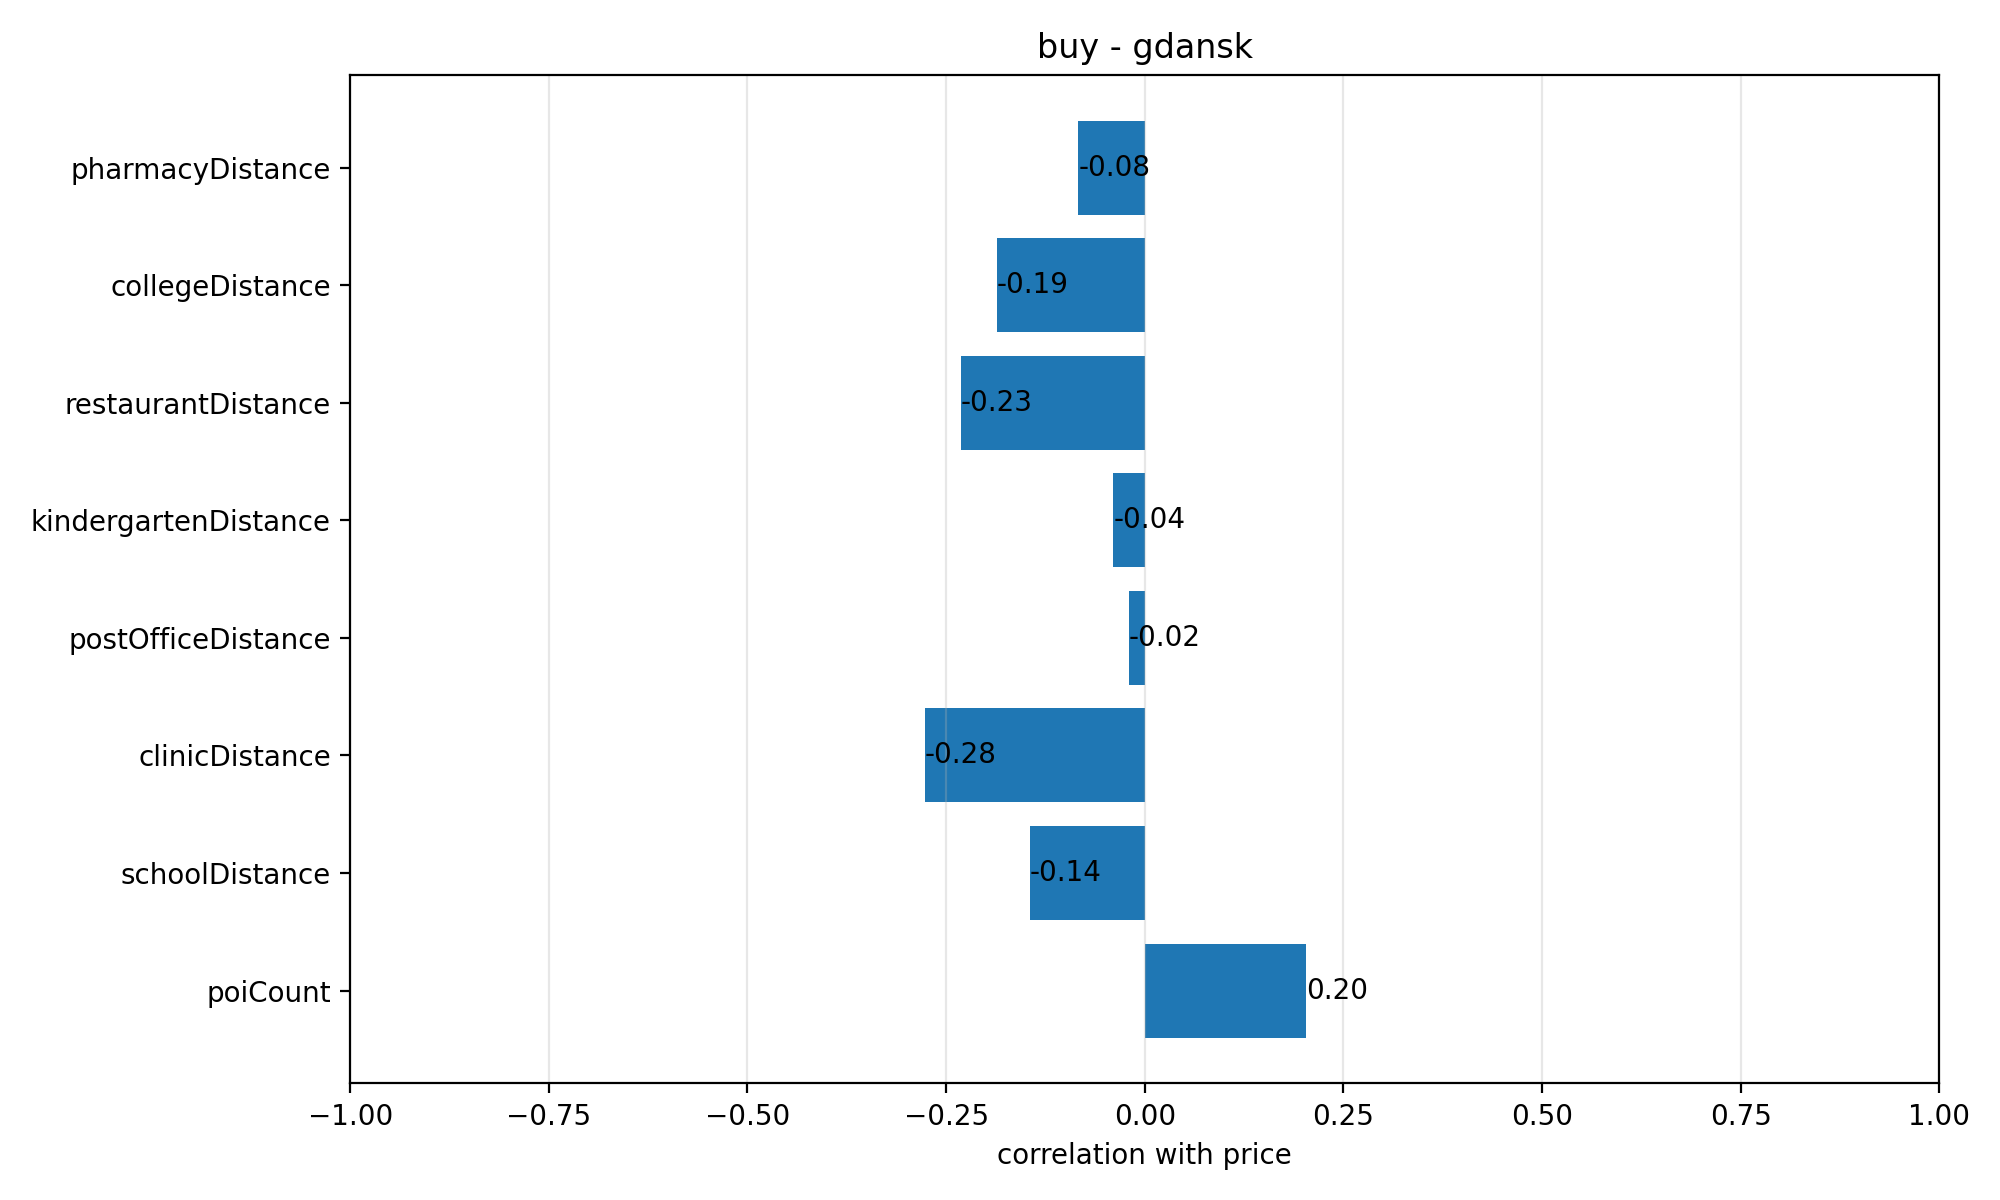 buy - gdansk
pharmacyDistance -0.08
collegeDistance -0.19
restaurantDistance -0.23
kindergartenDistance -0.04
postOfficeDistance -0.02
clinicDistance -0.28
schoolDistance -0.14
poiCount 0.20
−1.00 −0.75 −0.50 −0.25 0.00 0.25 0.50 0.75 1.00
correlation with price